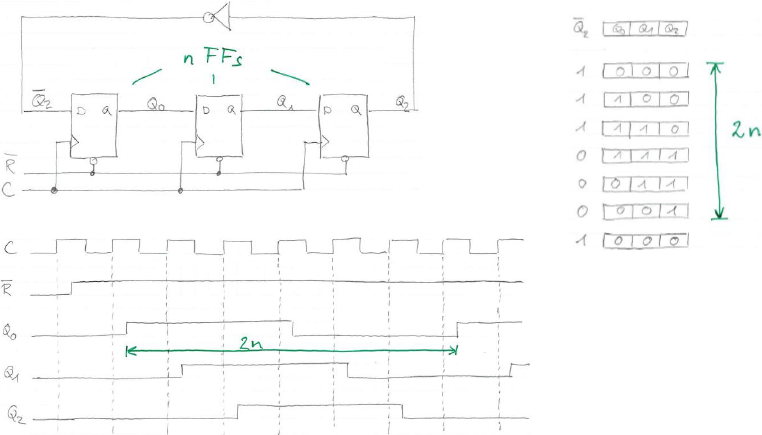 n FFs
Q̅₂ D Q Q₀ D Q Q₁ D Q Q₂
R̅
C
C
R̅
Q₀
2n
Q₁
Q₂
Q̅₂ Q₀ Q₁ Q₂
1 0 0 0
1 1 0 0
1 1 1 0
2n
0 1 1 1
0 0 1 1
0 0 0 1
1 0 0 0